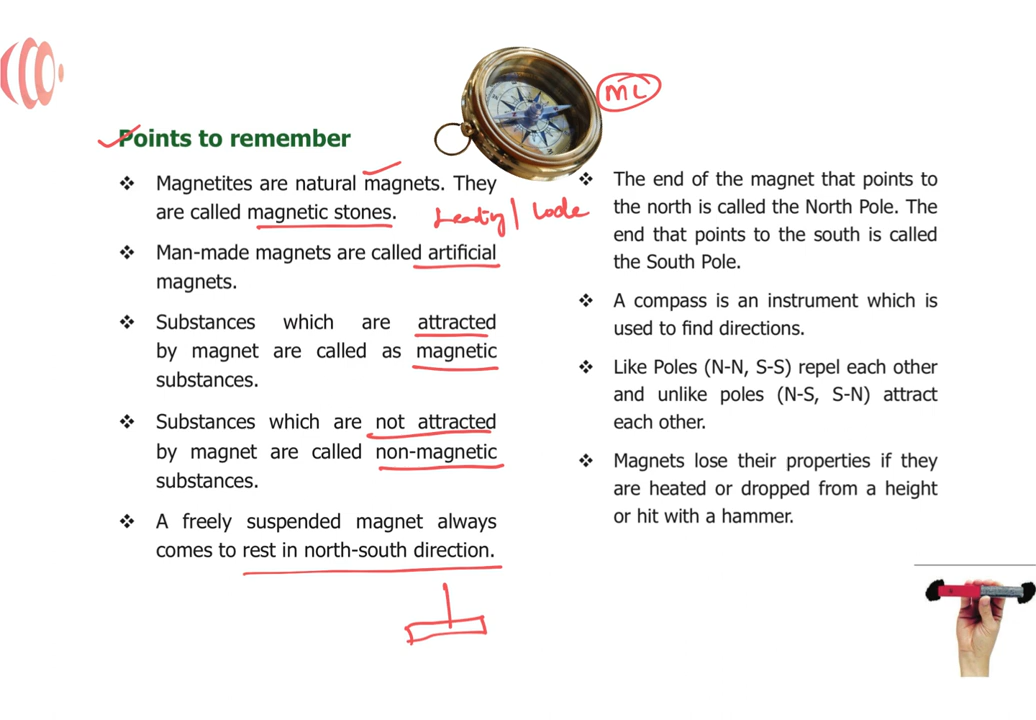 ML
Points to remember
❖ Magnetites are natural magnets. They
are called magnetic stones.
Leading / Lode
❖ Man-made magnets are called artificial
magnets.
❖ Substances which are attracted
by magnet are called as magnetic
substances.
❖ Substances which are not attracted
by magnet are called non-magnetic
substances.
❖ A freely suspended magnet always
comes to rest in north-south direction.
❖ The end of the magnet that points to
the north is called the North Pole. The
end that points to the south is called
the South Pole.
❖ A compass is an instrument which is
used to find directions.
❖ Like Poles (N-N, S-S) repel each other
and unlike poles (N-S, S-N) attract
each other.
❖ Magnets lose their properties if they
are heated or dropped from a height
or hit with a hammer.